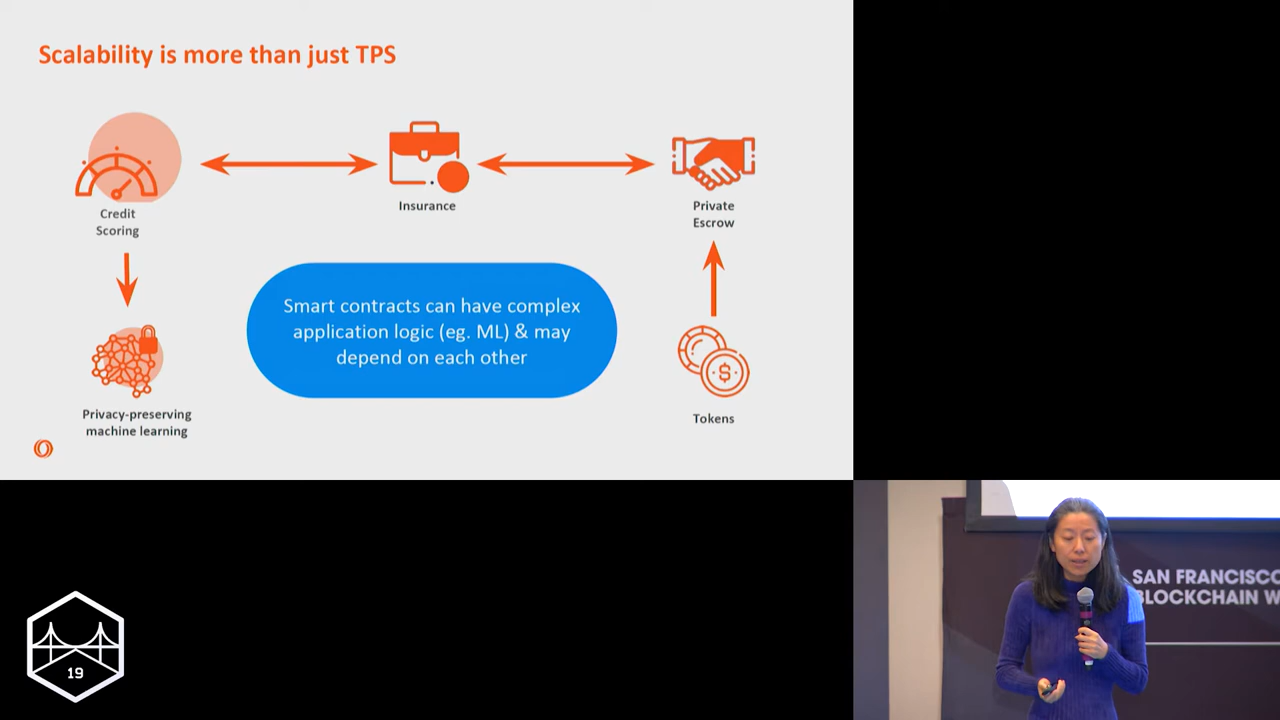 Scalability is more than just TPS
Credit
Scoring
Insurance
Private
Escrow
Smart contracts can have complex
application logic (eg. ML) & may
depend on each other
Privacy-preserving
machine learning
Tokens
$
19
SAN FRANCISCO
BLOCKCHAIN W